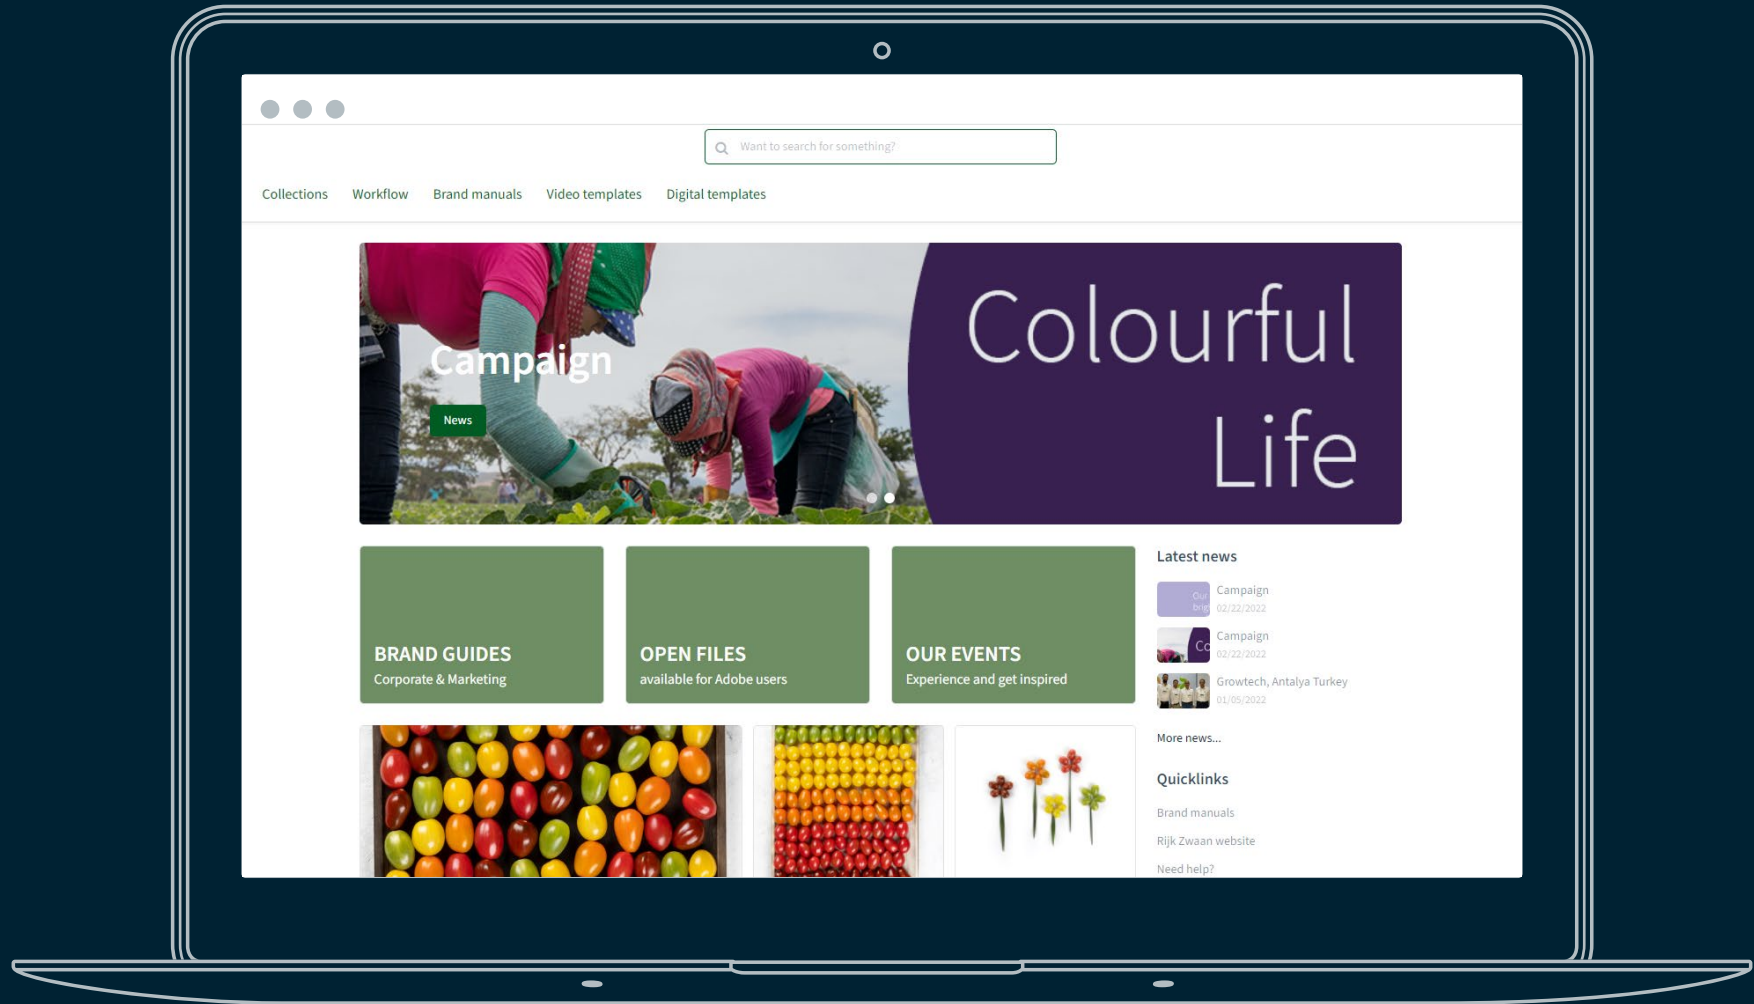 Want to search for something?
Collections Workflow Brand manuals Video templates Digital templates
Campaign
News
Colourful
Life
BRAND GUIDES
Corporate & Marketing
OPEN FILES
available for Adobe users
OUR EVENTS
Experience and get inspired
Latest news
Our
brig
Campaign
02/22/2022
Co
Campaign
02/22/2022
Growtech, Antalya Turkey
01/05/2022
More news...
Quicklinks
Brand manuals
Rijk Zwaan website
Need help?